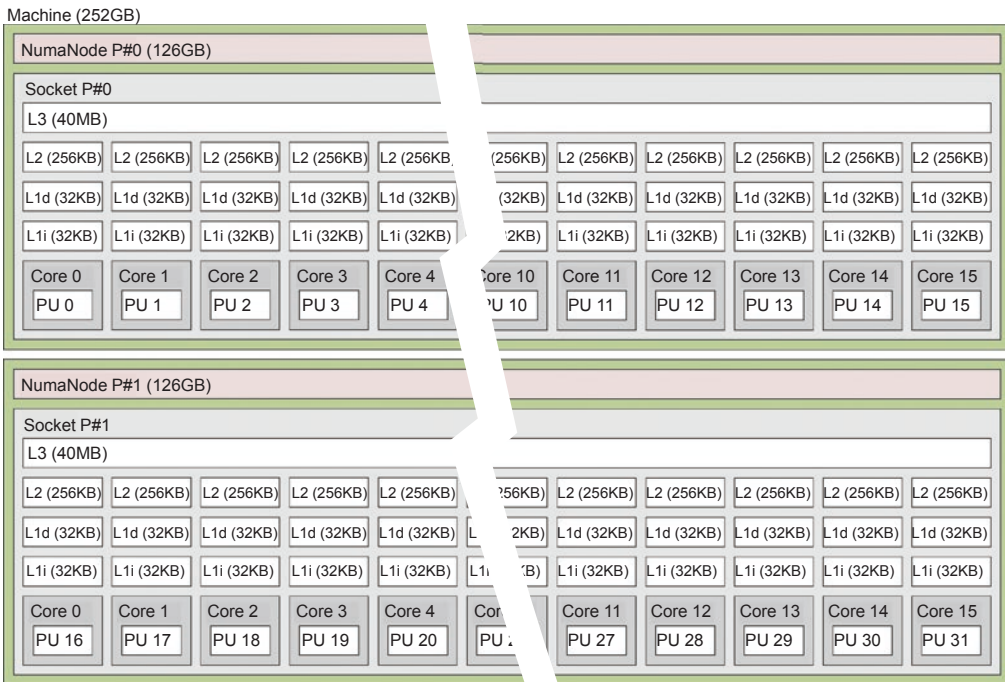 Machine (252GB)
NumaNode P#0 (126GB)
Socket P#0
L3 (40MB)
L2 (256KB) L2 (256KB) L2 (256KB) L2 (256KB) L2 (256KB) (256KB) L2 (256KB) L2 (256KB) L2 (256KB) L2 (256KB) L2 (256KB)
L1d (32KB) L1d (32KB) L1d (32KB) L1d (32KB) L1d (32KB) (32KB) L1d (32KB) L1d (32KB) L1d (32KB) L1d (32KB) L1d (32KB)
L1i (32KB) L1i (32KB) L1i (32KB) L1i (32KB) L1i (32KB) L1i (32KB) L1i (32KB) L1i (32KB) L1i (32KB) L1i (32KB)
Core 0 Core 1 Core 2 Core 3 Core 4 Core 10 Core 11 Core 12 Core 13 Core 14 Core 15
PU 0 PU 1 PU 2 PU 3 PU 4 PU 10 PU 11 PU 12 PU 13 PU 14 PU 15
NumaNode P#1 (126GB)
Socket P#1
L3 (40MB)
L2 (256KB) L2 (256KB) L2 (256KB) L2 (256KB) L2 (256KB) L2 (256KB) L2 (256KB) L2 (256KB) L2 (256KB) L2 (256KB)
L1d (32KB) L1d (32KB) L1d (32KB) L1d (32KB) L1d (32KB) L1d (32KB) L1d (32KB) L1d (32KB) L1d (32KB) L1d (32KB)
L1i (32KB) L1i (32KB) L1i (32KB) L1i (32KB) L1i (32KB) L1i (32KB) L1i (32KB) L1i (32KB) L1i (32KB) L1i (32KB)
Core 0 Core 1 Core 2 Core 3 Core 4 Core 11 Core 12 Core 13 Core 14 Core 15
PU 16 PU 17 PU 18 PU 19 PU 20 PU PU 27 PU 28 PU 29 PU 30 PU 31